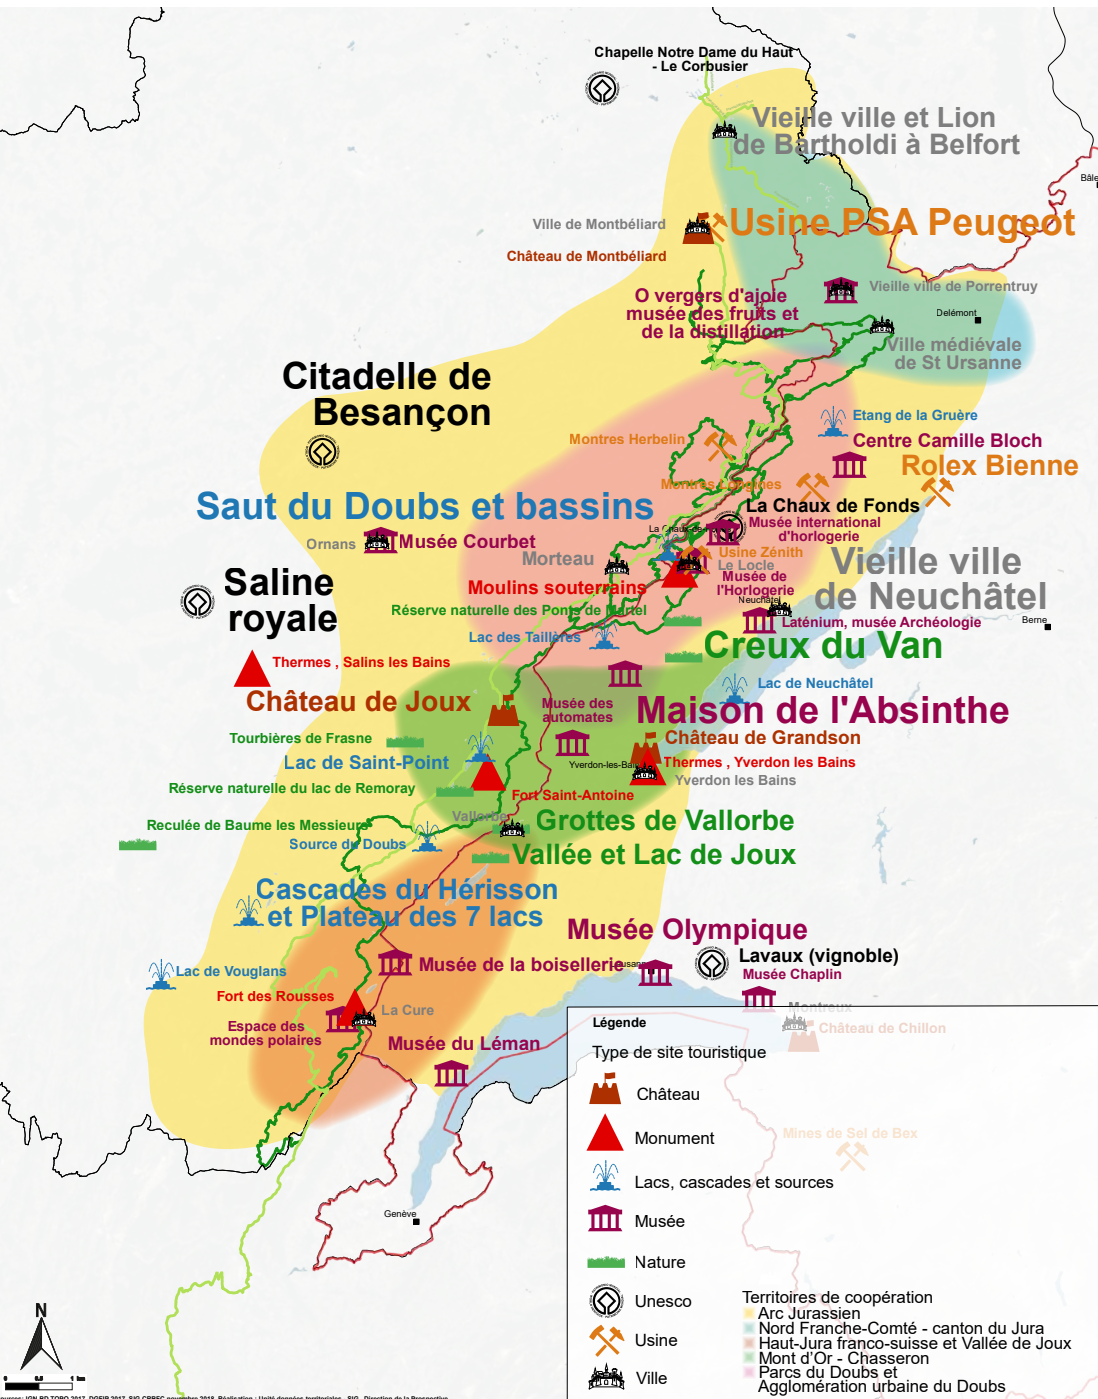 Chapelle Notre Dame du Haut
- Le Corbusier
Vieille ville et Lion
de Bartholdi à Belfort
Bâle
Ville de Montbéliard
Usine PSA Peugeot
Château de Montbéliard
O vergers d'ajoie
musée des fruits et
de la distillation
Vieille ville de Porrentruy
Delémont
Ville médiévale
de St Ursanne
Citadelle de
Besançon
Etang de la Gruère
Montres Herbelin
Centre Camille Bloch
Rolex Bienne
Montres Longines
Saut du Doubs et bassins
La Chaux de Fonds
Musée international
d'horlogerie
Ornans
Musée Courbet
Morteau
Usine Zénith
Le Locle
Vieille ville
de Neuchâtel
Saline
royale
Moulins souterrains
Musée de
l'Horlogerie
Neuchâtel
Réserve naturelle des Ponts de Martel
Laténium, musée Archéologie
Berne
Lac des Taillères
Creux du Van
Thermes , Salins les Bains
Lac de Neuchâtel
Château de Joux
Musée des
automates
Maison de l'Absinthe
Tourbières de Frasne
Château de Grandson
Lac de Saint-Point
Yverdon-les-Bains
Thermes , Yverdon les Bains
Yverdon les Bains
Réserve naturelle du lac de Remoray
Fort Saint-Antoine
Vallorbe
Grottes de Vallorbe
Reculée de Baume les Messieurs
Source du Doubs
Vallée et Lac de Joux
Cascades du Hérisson
et Plateau des 7 lacs
Musée Olympique
Musée de la boisellerie
Lavaux (vignoble)
Lac de Vouglans
Musée Chaplin
Fort des Rousses
La Cure
Montreux
Château de Chillon
Espace des
mondes polaires
Musée du Léman
Légende
Type de site touristique
Château
Monument
Mines de Sel de Bex
Lacs, cascades et sources
Musée
Genève
Nature
Unesco
Usine
Ville
Territoires de coopération
Arc Jurassien
Nord Franche-Comté - canton du Jura
Haut-Jura franco-suisse et Vallée de Joux
Mont d'Or - Chasseron
Parcs du Doubs et
Agglomération urbaine du Doubs
N